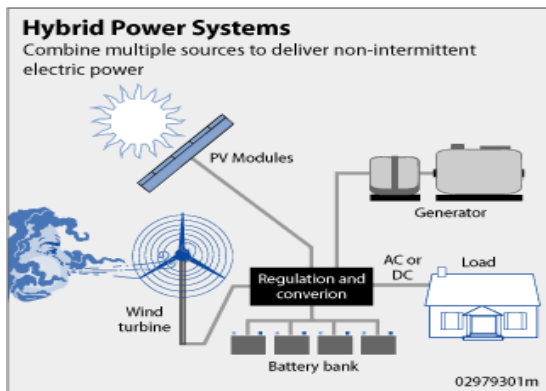 Hybrid Power Systems
Combine multiple sources to deliver non-intermittent
electric power
PV Modules
Generator
AC or
DC
Load
Regulation and
converion
Wind
turbine
Battery bank
02979301m